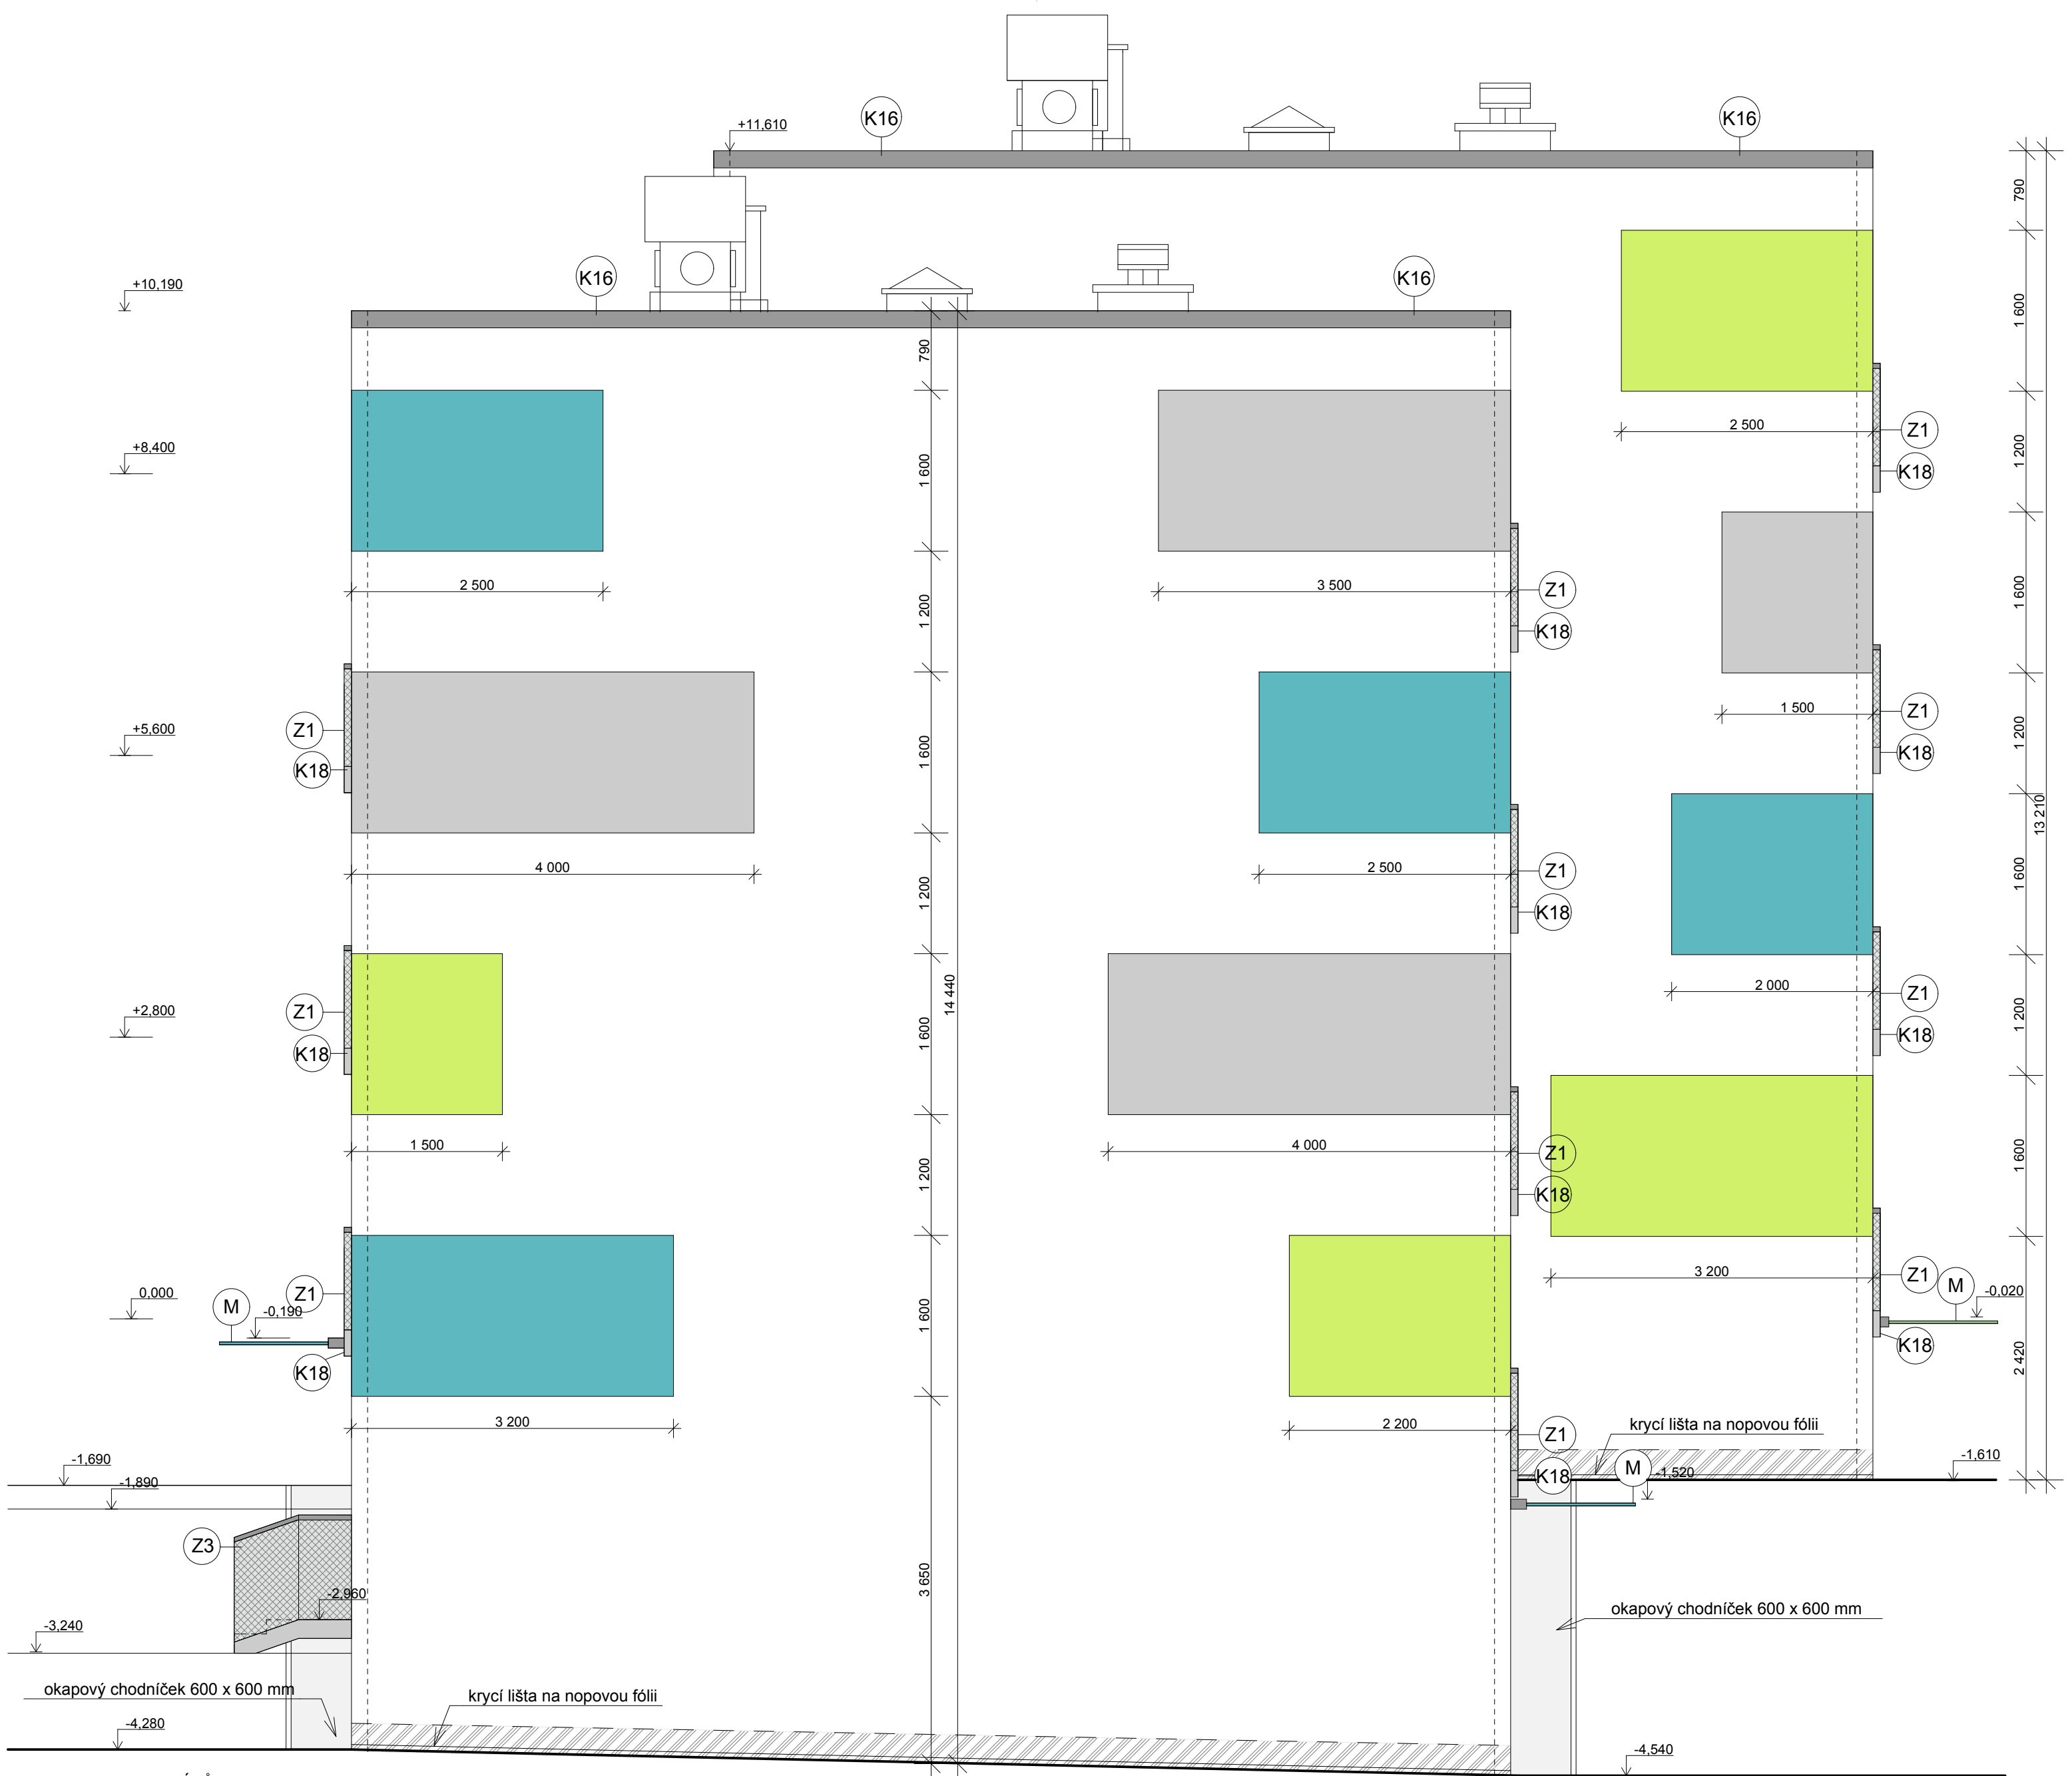 K16
K16
+11,610
790
K16
K16
+10,190
790
1 600
+8,400
2 500
Z1
1 600
1 200
K18
2 500
3 500
Z1
1 200
K18
1 600
Z1
+5,600
1 500
Z1
1 600
1 200
K18
K18
13 210
4 000
2 500
Z1
1 600
1 200
K18
14 440
2 000
Z1
+2,800
Z1
1 600
1 200
K18
K18
1 500
4 000
Z1
1 600
1 200
K18
3 200
Z1
M
0,000
Z1
-0,020
M
-0,190
1 600
K18
K18
2 420
3 200
2 200
Z1
krycí lišta na nopovou fólii
-1,690
K18
M
-1,520
-1,610
-1,890
Z3
3 650
-2,960
okapový chodníček 600 x 600 mm
-3,240
okapový chodníček 600 x 600 mm
krycí lišta na nopovou fólii
-4,280
-4,540